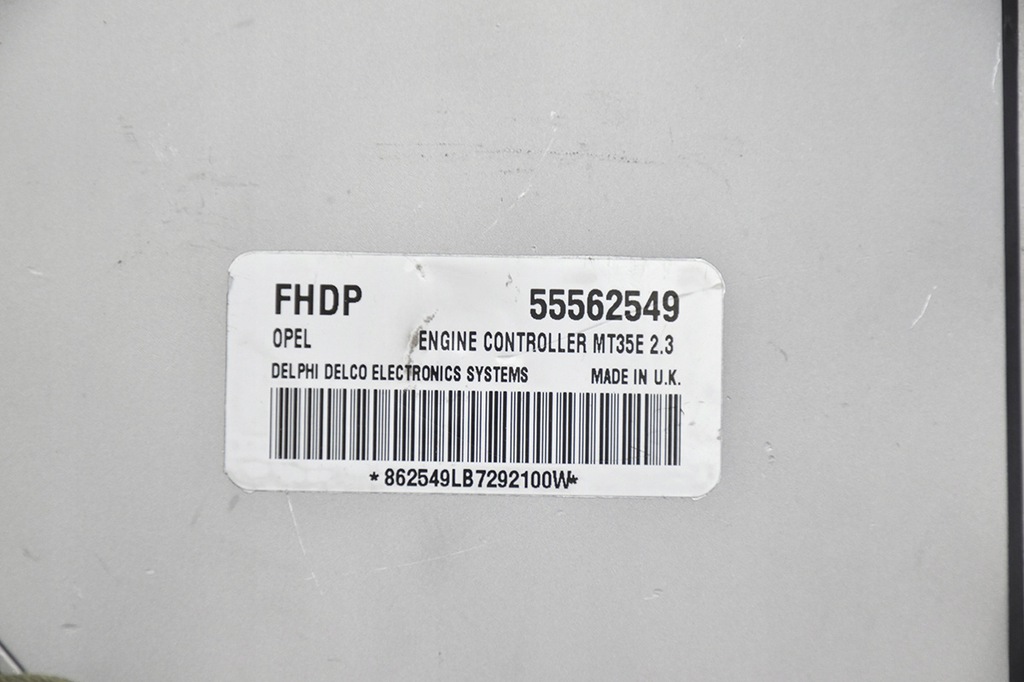 FHDP 55562549
OPEL ENGINE CONTROLLER MT35E 2.3
DELPHI DELCO ELECTRONICS SYSTEMS MADE IN U.K.
*862549LB7292100W*